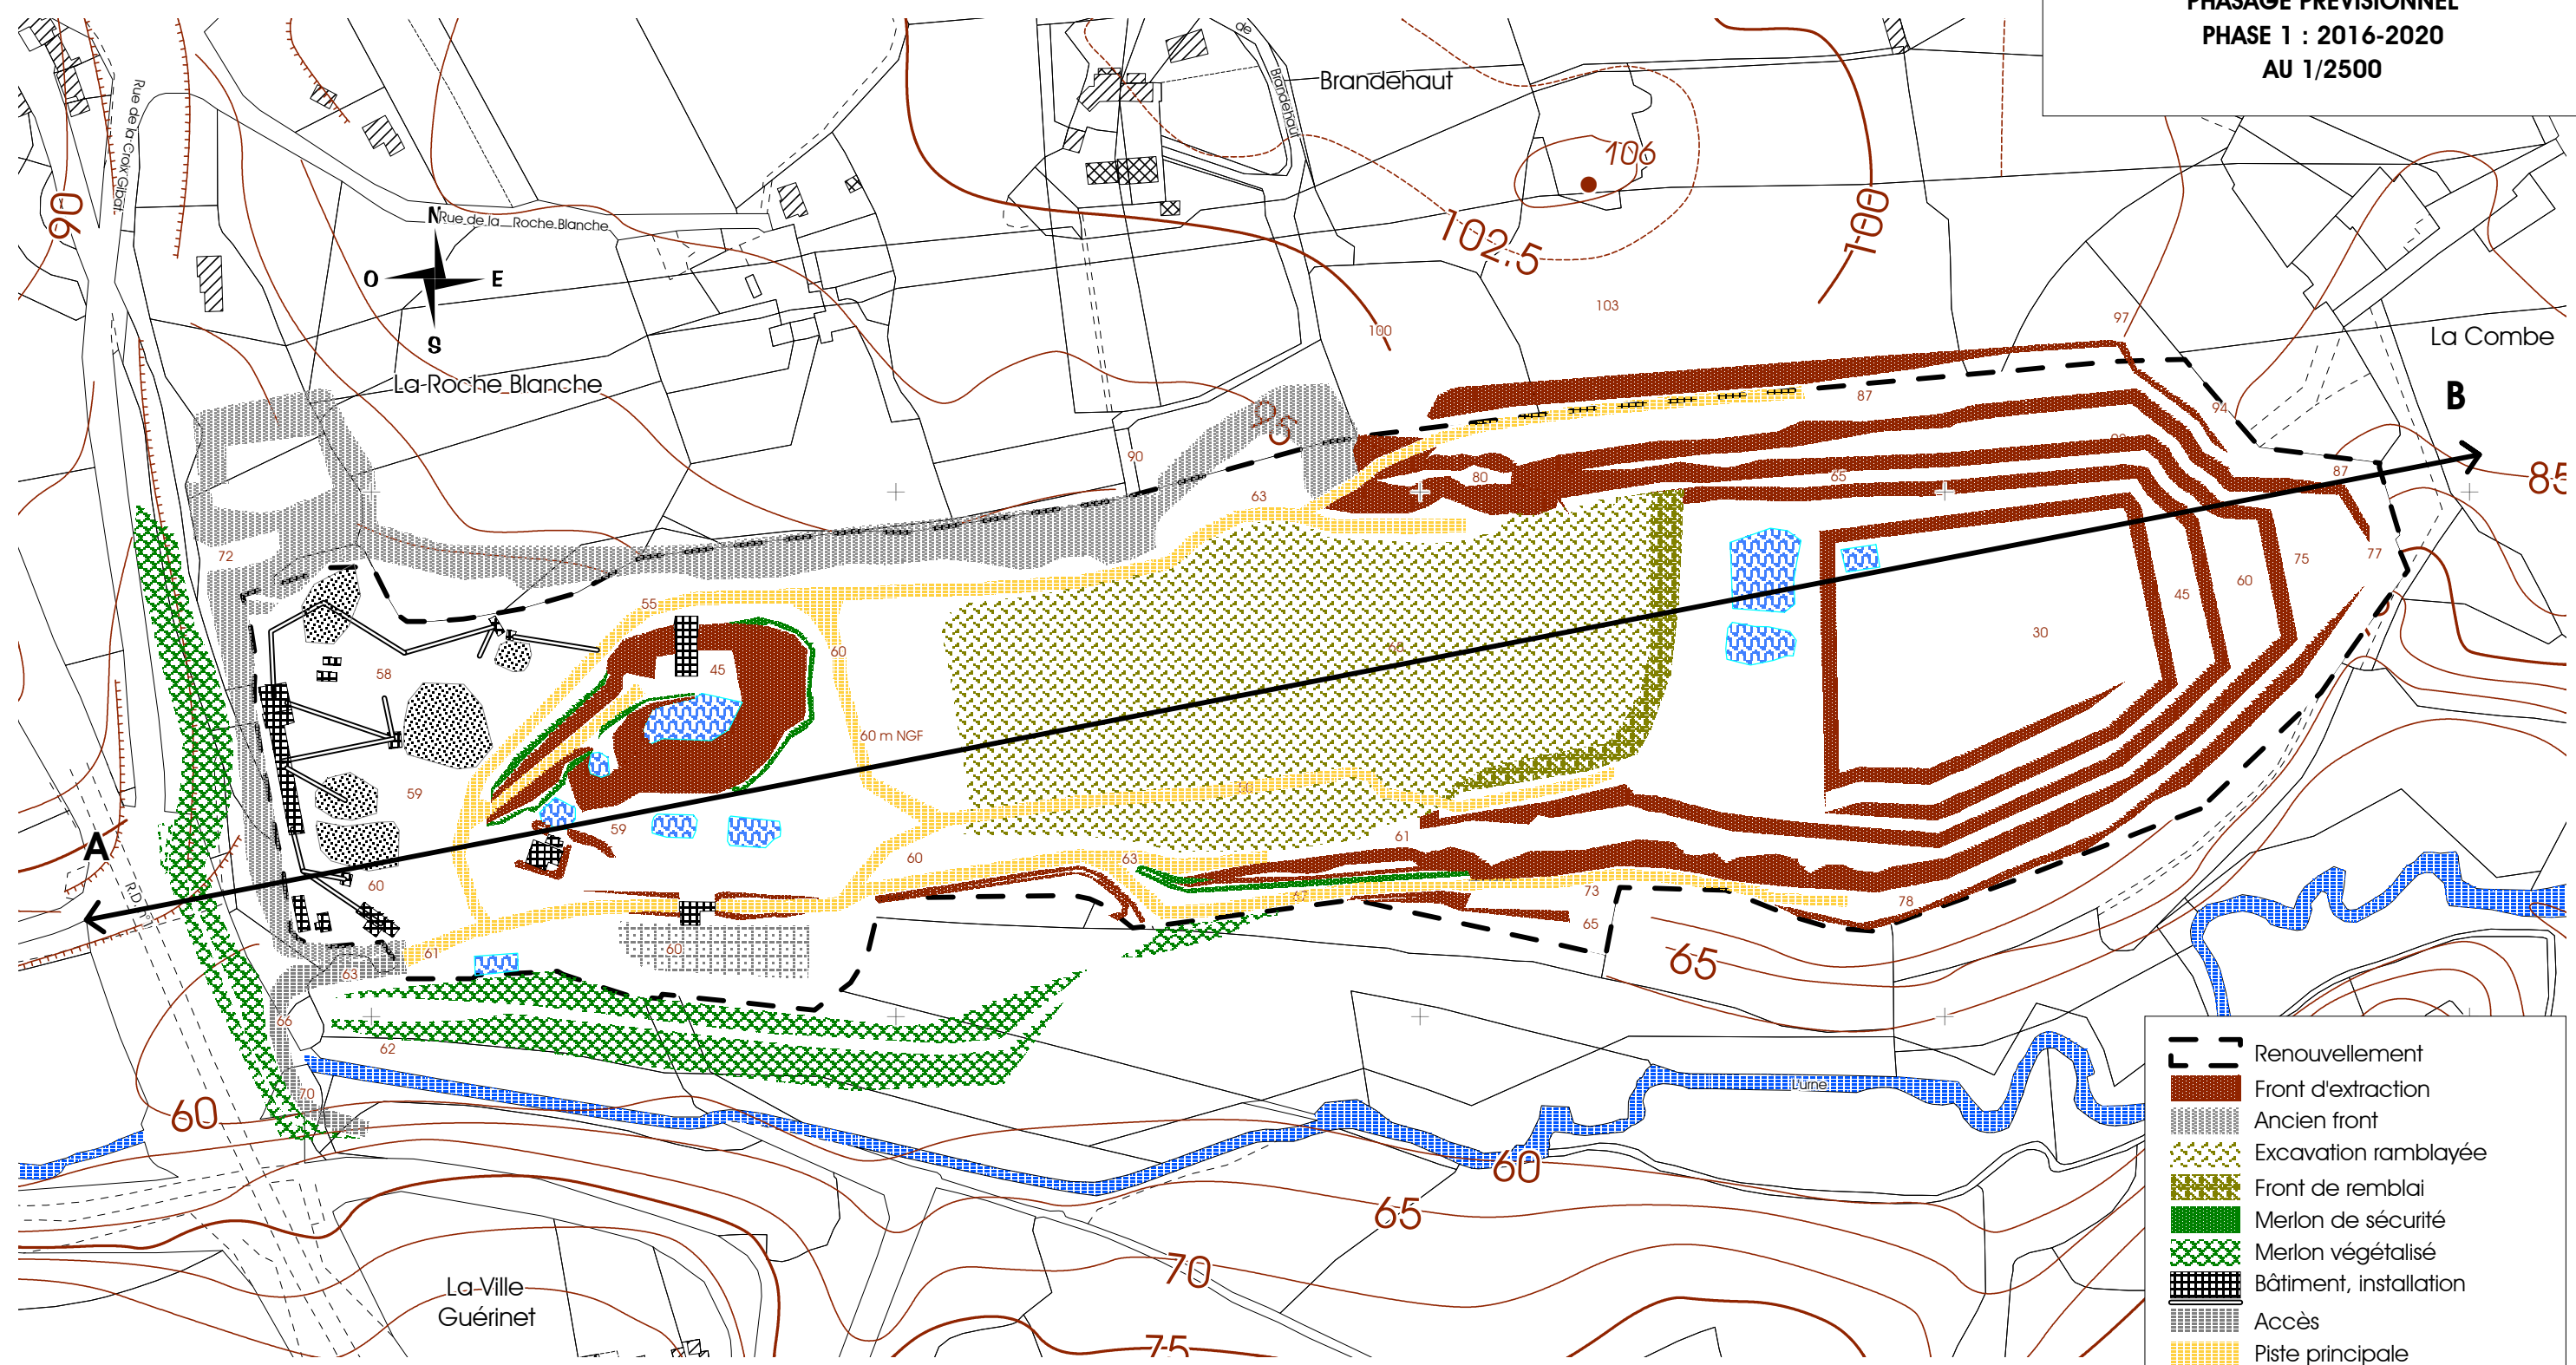 PHASAGE PREVISIONNEL
PHASE 1 : 2016-2020
AU 1/2500
Brandehaut
de
Brandehaut
Rue de la Croix Gibat
90
N
Rue de la Roche Blanche
O
E
S
106
102.5
100
103
100
97
La Combe
La Roche Blanche
B
95
87
94
90
63
80
65
87
85
72
77
75
60
45
30
55
60
45
58
60 m NGF
59
59
A
60
60
63
61
73
65
78
R.D.
61
60
63
65
66
62
70
60
L'urne
60
65
70
75
La Ville
Guérinet
Renouvellement
Front d'extraction
Ancien front
Excavation ramblayée
Front de remblai
Merlon de sécurité
Merlon végétalisé
Bâtiment, installation
Accès
Piste principale